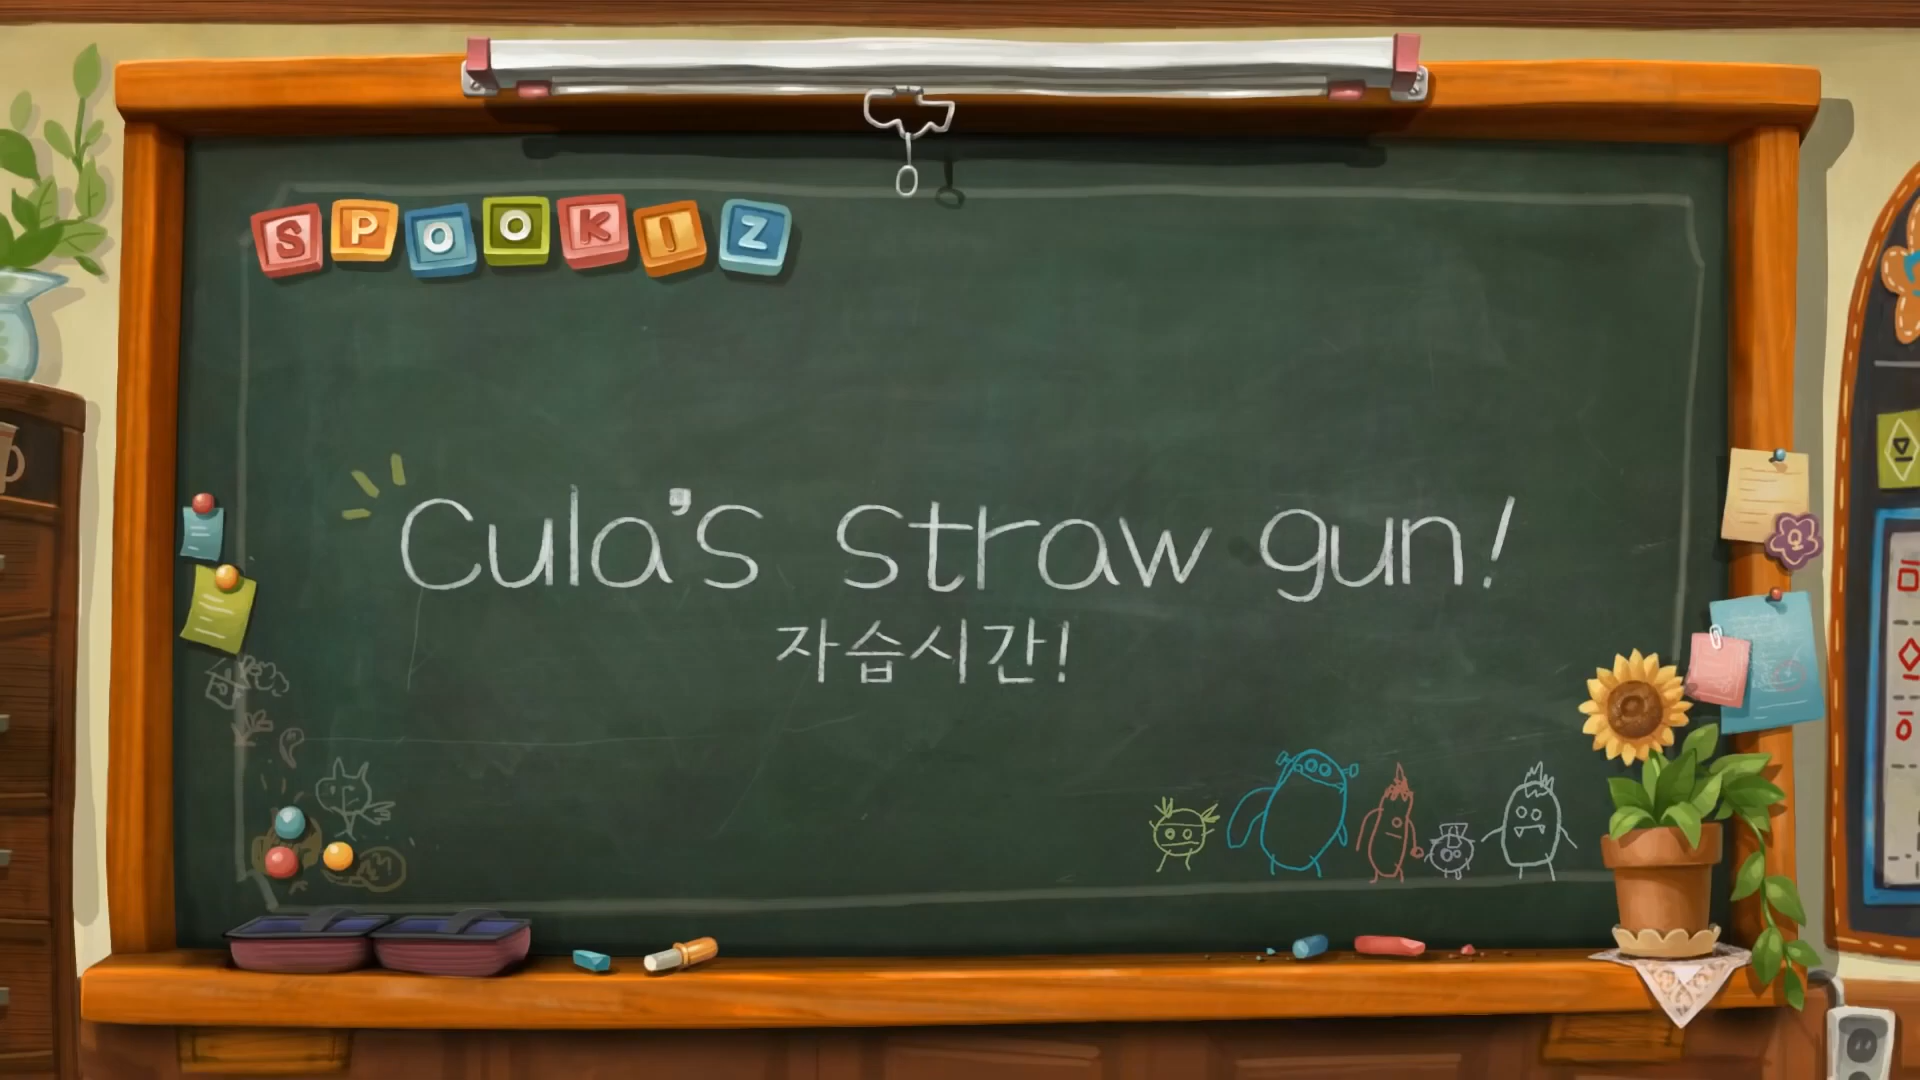 SPOOKIZ
Cula's straw gun!
자습시간!